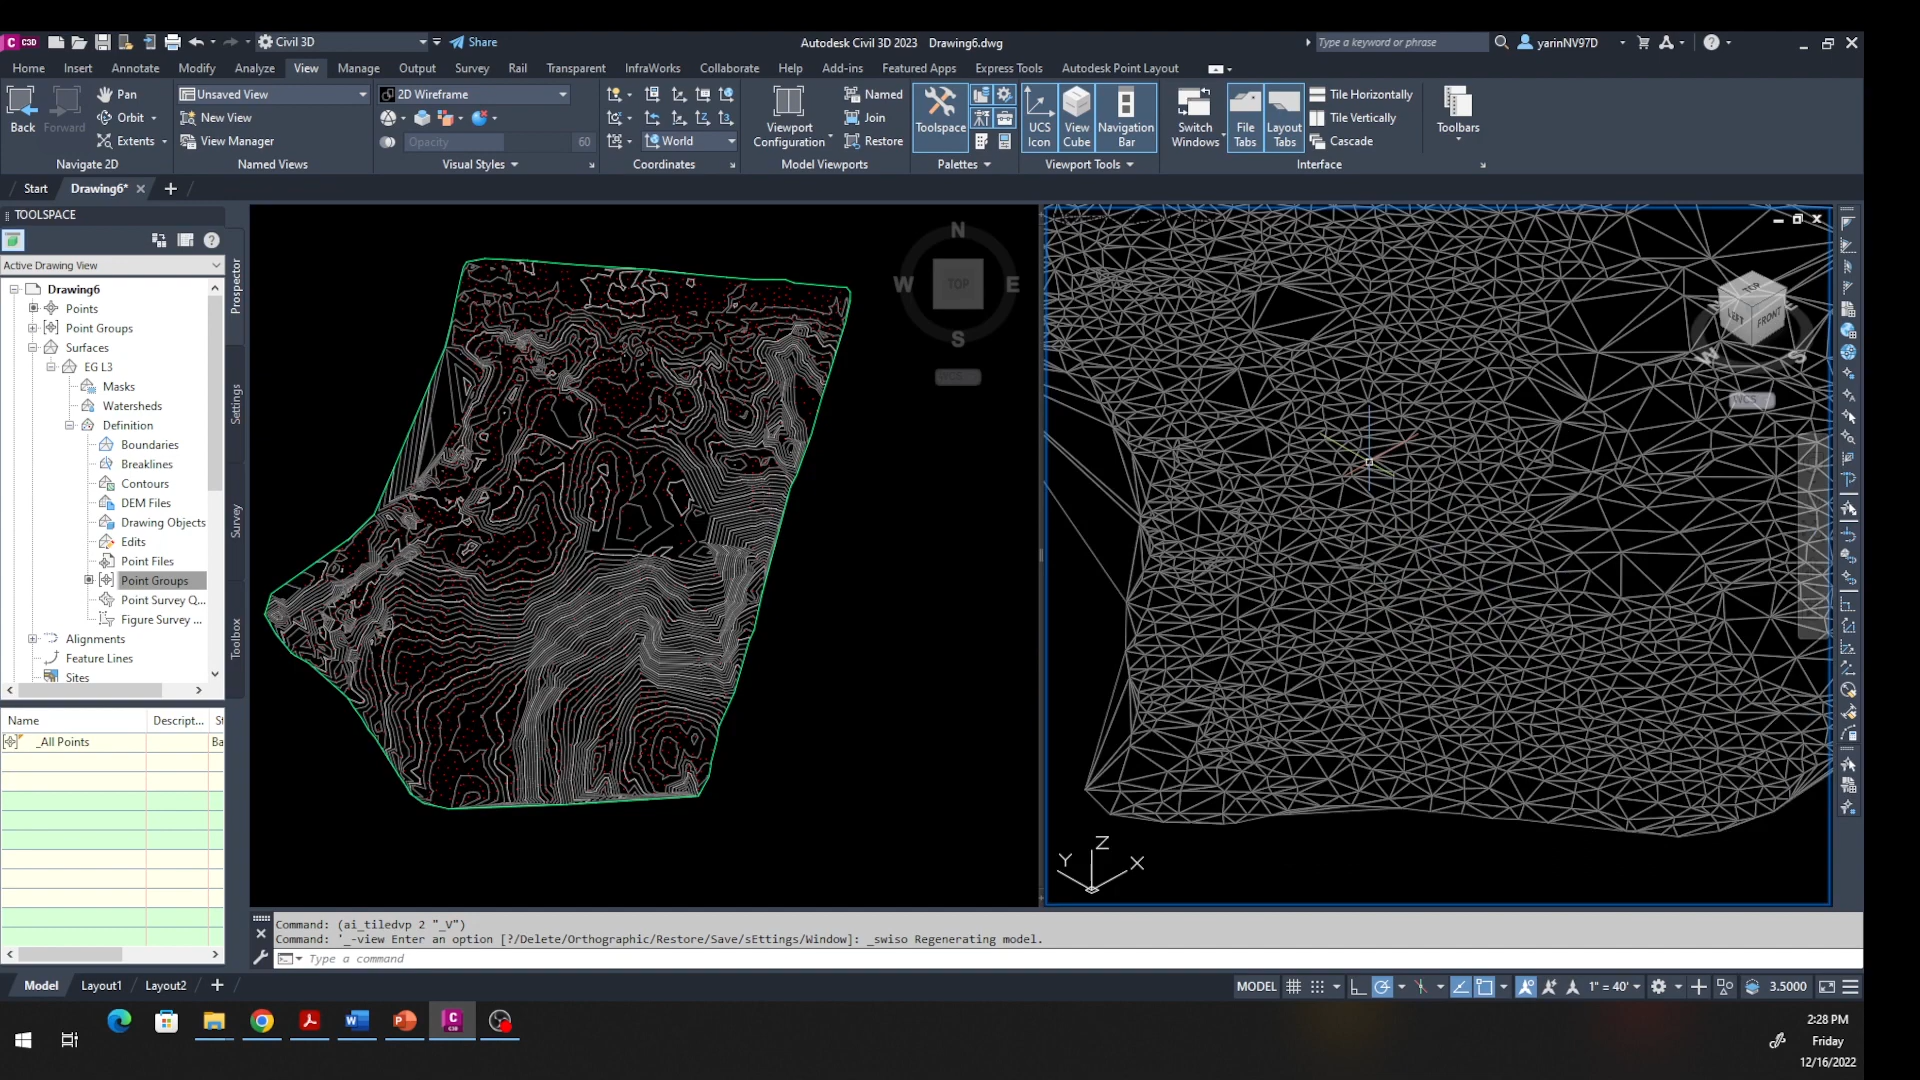 C3D
Civil 3D
Share
Autodesk Civil 3D 2023 Drawing6.dwg
Type a keyword or phrase
yarinNV97D
Home Insert Annotate Modify Analyze View Manage Output Survey Rail Transparent InfraWorks Collaborate Help Add-ins Featured Apps Express Tools Autodesk Point Layout
Back
Forward
Pan
Orbit
Extents
Navigate 2D
Unsaved View
New View
View Manager
Named Views
2D Wireframe
Opacity 60
Visual Styles
World
Coordinates
Viewport
Configuration
Named
Join
Restore
Model Viewports
Toolspace
Palettes
UCS
Icon
View
Cube
Navigation
Bar
Viewport Tools
Switch
Windows
File
Tabs
Layout
Tabs
Tile Horizontally
Tile Vertically
Cascade
Interface
Toolbars
Start
Drawing6*
TOOLSPACE
Active Drawing View
Drawing6
Points
Point Groups
Surfaces
EG L3
Masks
Watersheds
Definition
Boundaries
Breaklines
Contours
DEM Files
Drawing Objects
Edits
Point Files
Point Groups
Point Survey Q...
Figure Survey ...
Alignments
Feature Lines
Sites
Prospector
Settings
Survey
Toolbox
Name Descript... St
_All Points Ba
N
W TOP E
S
WCS
TOP
LEFT FRONT
W S
WCS
Z
Y X
Command: (ai_tiledvp 2 "_V")
Command: '_-view Enter an option [?/Delete/Orthographic/Restore/Save/sEttings/Window]: _swiso Regenerating model.
Type a command
Model Layout1 Layout2
MODEL
1" = 40'
3.5000
2:28 PM
Friday
12/16/2022